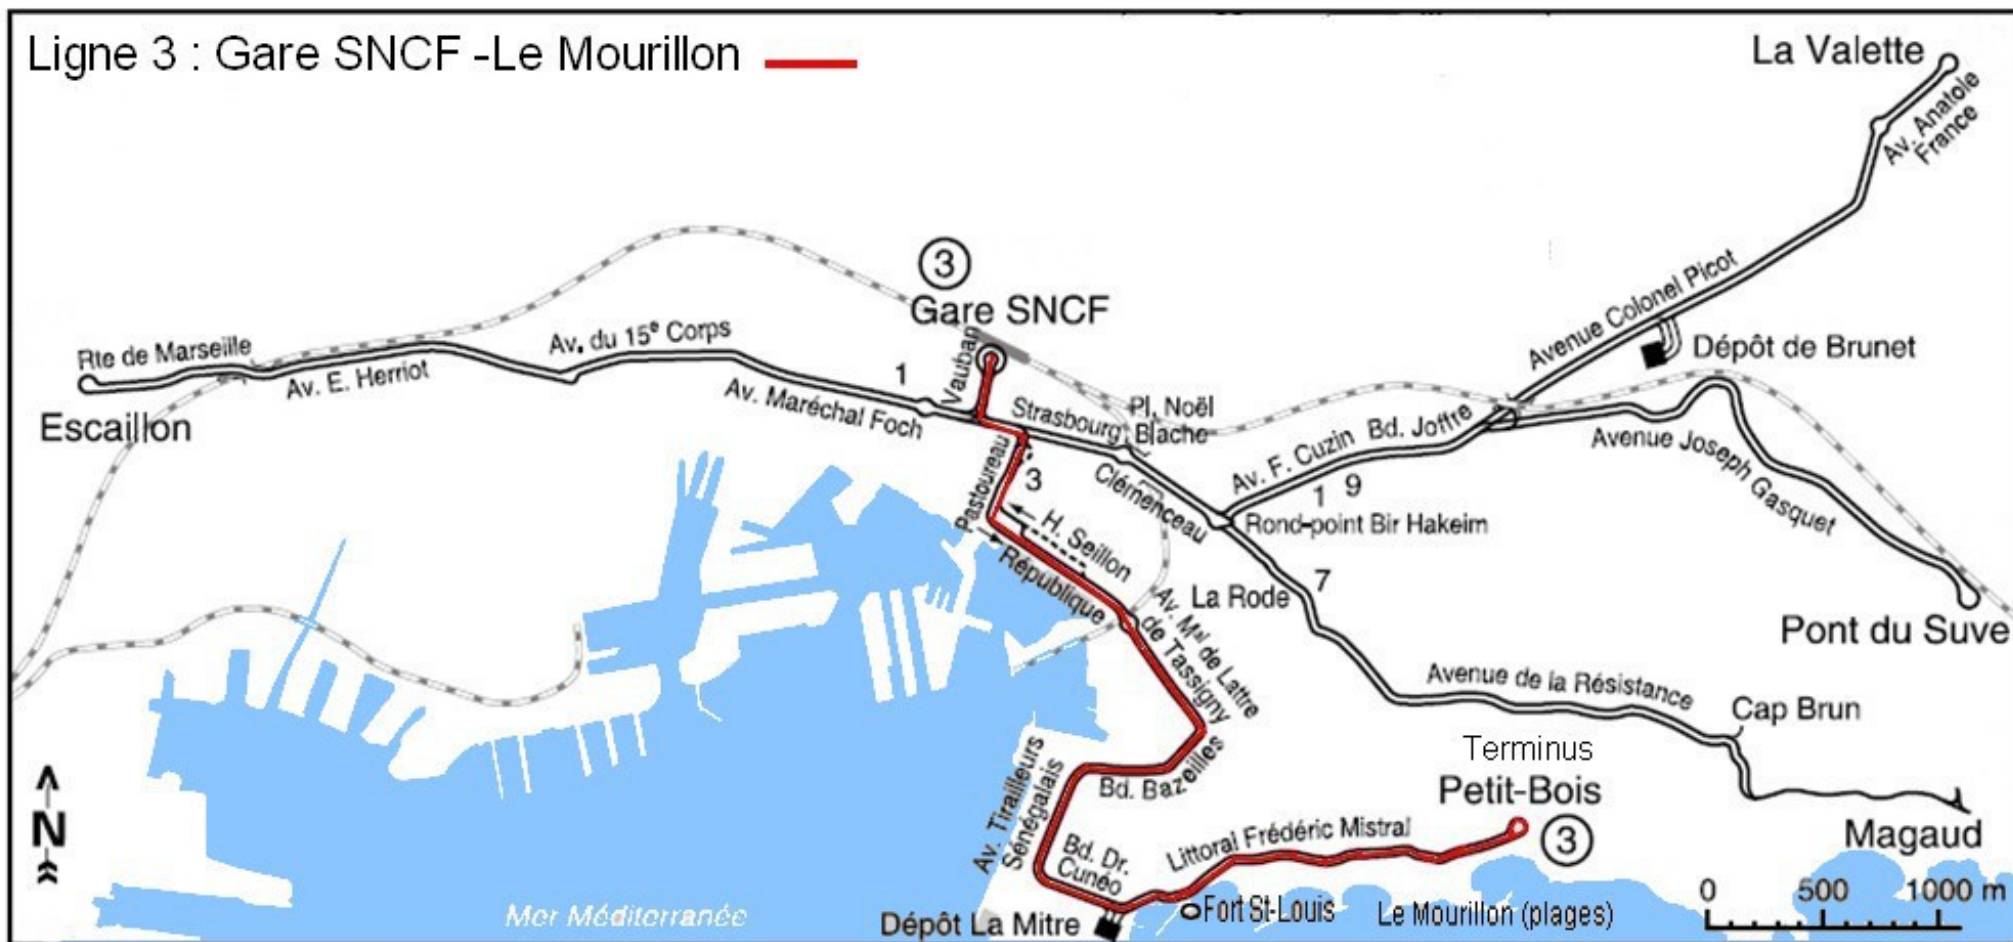 Ligne 3 : Gare SNCF -Le Mourillon
La Valette
Av. Anatole
France
3
Gare SNCF
Vauban
Avenue Colonel Picot
Dépôt de Brunet
Rte de Marseille
Av. E. Herriot
Av. du 15e Corps
1
Av. Maréchal Foch
Escaillon
Strasbourg
Pl. Noël
Blache
Av. F. Cuzin
Bd. Joffre
Avenue Joseph Gasquet
Pastoureau
3
Clémenceau
1
9
Rond-point Bir Hakeim
H. Seillon
République
La Rode
7
Av. Mal de Lattre
de Tassigny
Pont du Suve
Avenue de la Résistance
Cap Brun
Terminus
Petit-Bois
3
Bd. Bazeilles
Av. Tirailleurs
Sénégalais
Bd. Dr.
Cunéo
Littoral Frédéric Mistral
Magaud
N
0 500 1000 m
Mer Méditerranée
Dépôt La Mitre
Fort St-Louis
Le Mourillon (plages)